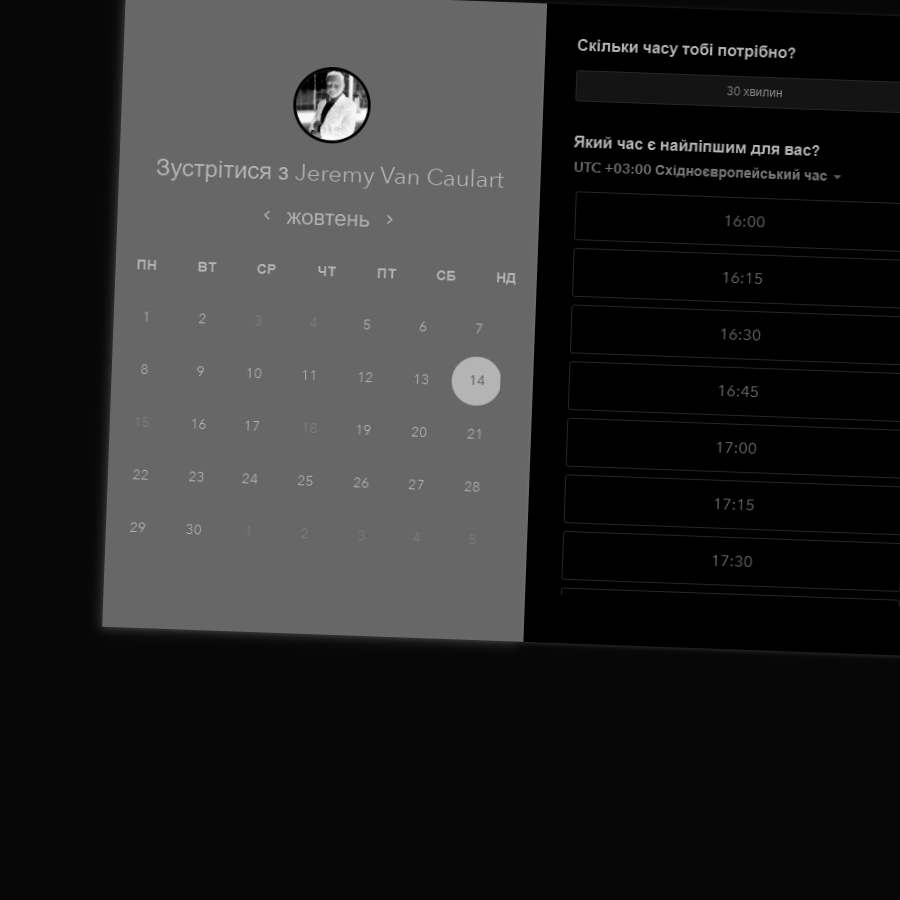 Зустрітися з Jeremy Van Caulart
жовтень
ПН ВТ СР ЧТ ПТ СБ НД
1 2 3 4 5 6 7
8 9 10 11 12 13 14
15 16 17 18 19 20 21
22 23 24 25 26 27 28
29 30 1 2 3 4 5
Скільки часу тобі потрібно?
30 хвилин
Який час є найліпшим для вас?
UTC +03:00 Східноєвропейський час
16:00
16:15
16:30
16:45
17:00
17:15
17:30